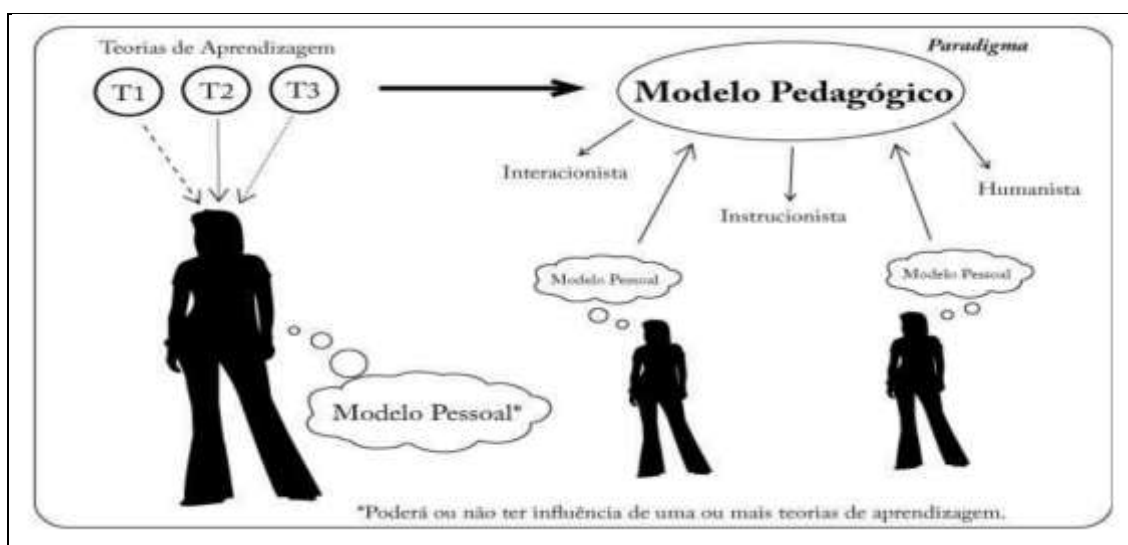 Teorias de Aprendizagem
T1 T2 T3
Paradigma
Modelo Pedagógico
Interacionista
Instrucionista
Humanista
Modelo Pessoal
Modelo Pessoal
Modelo Pessoal*
*Poderá ou não ter influência de uma ou mais teorias de aprendizagem.